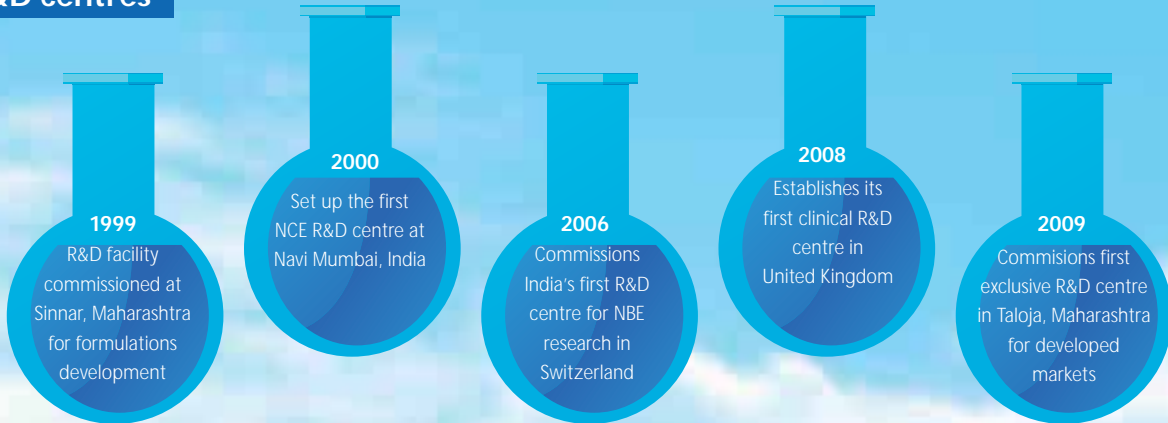 &D centres
1999
R&D facility
commissioned at
Sinnar, Maharashtra
for formulations
development
2000
Set up the first
NCE R&D centre at
Navi Mumbai, India
2006
Commissions
India's first R&D
centre for NBE
research in
Switzerland
2008
Establishes its
first clinical R&D
centre in
United Kingdom
2009
Commisions first
exclusive R&D centre
in Taloja, Maharashtra
for developed
markets